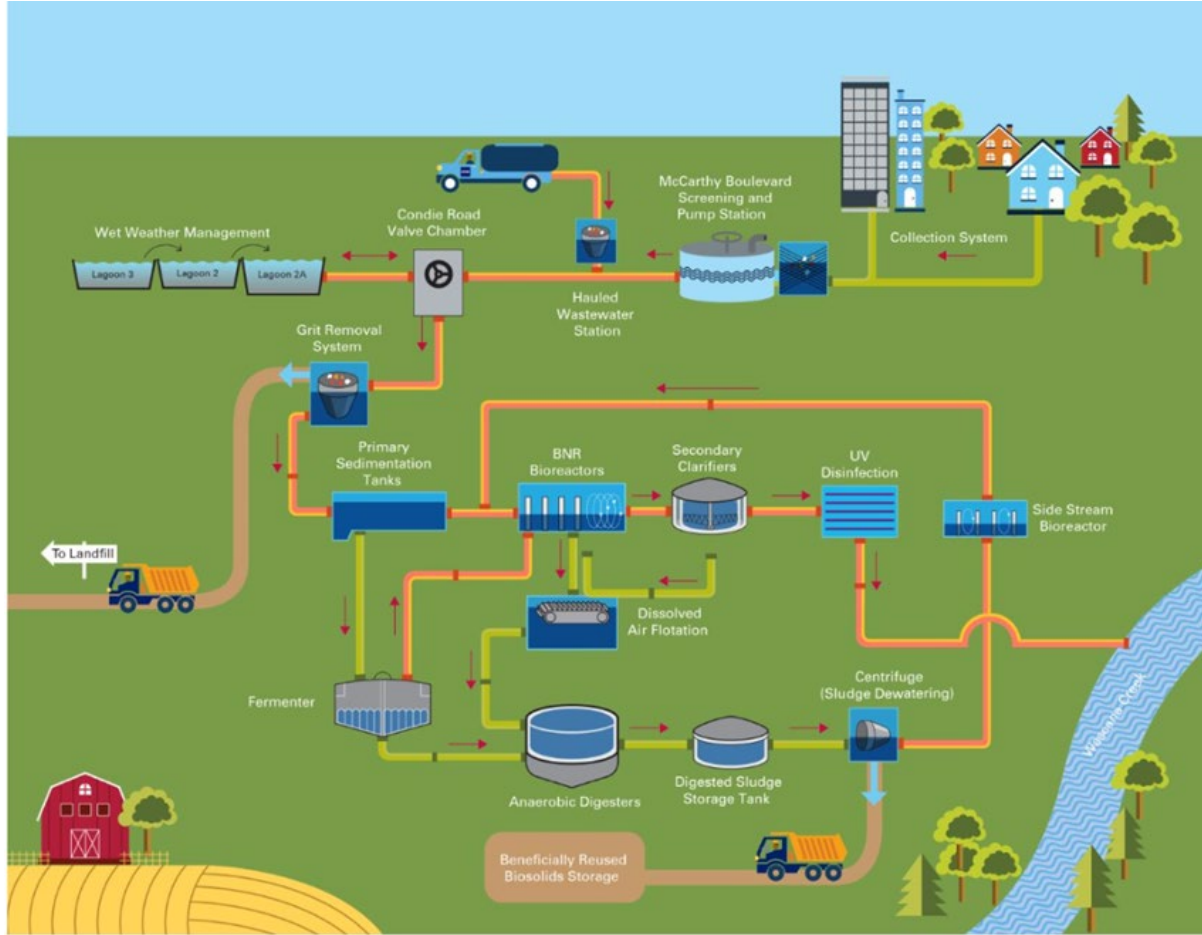 McCarthy Boulevard
Screening and
Pump Station
Condie Road
Valve Chamber
Wet Weather Management
Collection System
Lagoon 3
Lagoon 2
Lagoon 2A
Hauled
Wastewater
Station
Grit Removal
System
Primary
Sedimentation
Tanks
BNR
Bioreactors
Secondary
Clarifiers
UV
Disinfection
Side Stream
Bioreactor
To Landfill
Dissolved
Air Flotation
Fermenter
Centrifuge
(Sludge Dewatering)
Creek
Anaerobic Digesters
Digested Sludge
Storage Tank
Beneficially Reused
Biosolids Storage